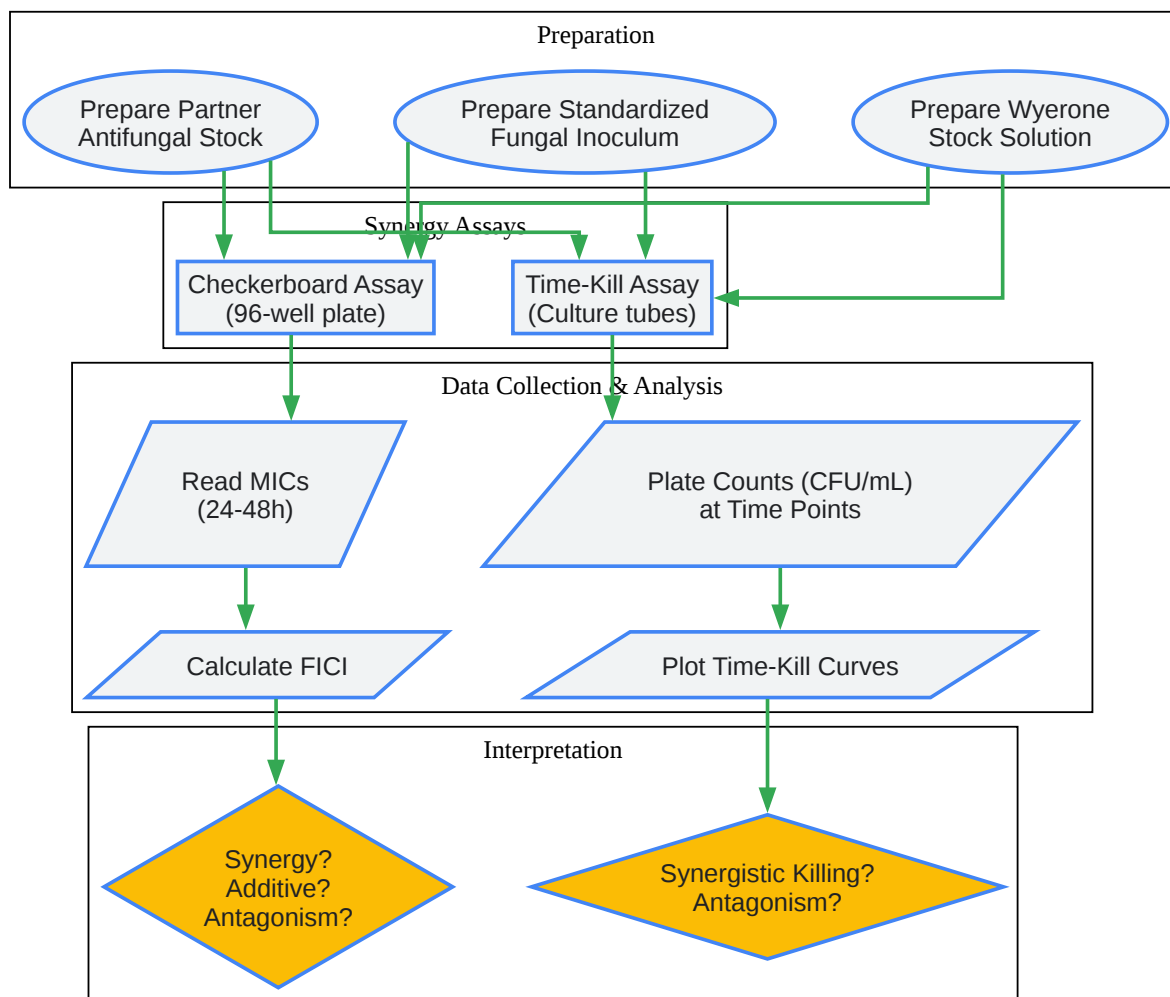 Preparation
Prepare Partner
Antifungal Stock
Prepare Standardized
Fungal Inoculum
Prepare Wyerone
Stock Solution
Synergy Assays
Checkerboard Assay
(96-well plate)
Time-Kill Assay
(Culture tubes)
Data Collection & Analysis
Read MICs
(24-48h)
Plate Counts (CFU/mL)
at Time Points
Calculate FICI
Plot Time-Kill Curves
Interpretation
Synergy?
Additive?
Antagonism?
Synergistic Killing?
Antagonism?